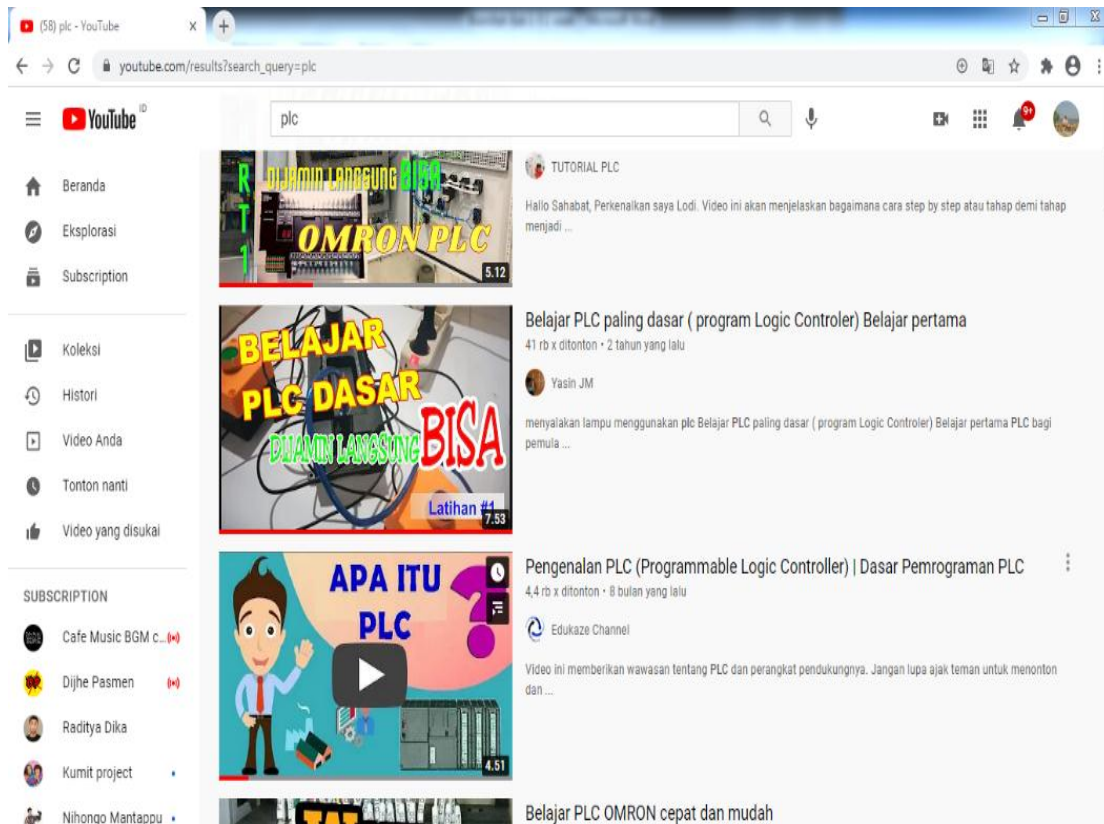 (58) plc - YouTube
youtube.com/results?search_query=plc
YouTube ID
plc
9+
Beranda
Eksplorasi
Subscription
Koleksi
Histori
Video Anda
Tonton nanti
Video yang disukai
SUBSCRIPTION
Cafe Music BGM c...
Dijhe Pasmen
Raditya Dika
Kumit project
Nihongo Mantappu
RT1
DIJAMIN LANGSUNG BISA
OMRON PLC
5.12
TUTORIAL PLC
Hallo Sahabat, Perkenalkan saya Lodi. Video ini akan menjelaskan bagaimana cara step by step atau tahap demi tahap
menjadi ...
BELAJAR
PLC DASAR
DIJAMIN LANGSUNG BISA
Latihan #1
7.53
Belajar PLC paling dasar ( program Logic Controler) Belajar pertama
41 rb x ditonton • 2 tahun yang lalu
Yasin JM
menyalakan lampu menggunakan plc Belajar PLC paling dasar ( program Logic Controler) Belajar pertama PLC bagi
pemula ...
APA ITU
PLC
?
4.51
Pengenalan PLC (Programmable Logic Controller) | Dasar Pemrograman PLC
4,4 rb x ditonton • 8 bulan yang lalu
Edukaze Channel
Video ini memberikan wawasan tentang PLC dan perangkat pendukungnya. Jangan lupa ajak teman untuk menonton
dan ...
Belajar PLC OMRON cepat dan mudah